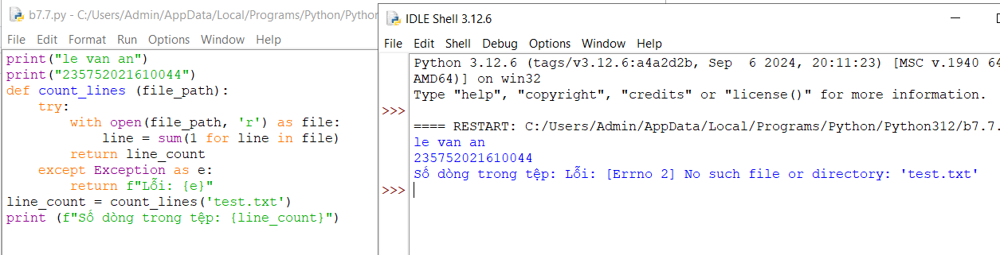 b7.7.py - C:/Users/Admin/AppData/Local/Programs/Python/Python
File Edit Format Run Options Window Help
print("le van an")
print("235752021610044")
def count_lines (file_path):
    try:
        with open(file_path, 'r') as file:
            line = sum(1 for line in file)
        return line_count
    except Exception as e:
        return f"Lỗi: {e}"
line_count = count_lines('test.txt')
print (f"Số dòng trong tệp: {line_count}")
IDLE Shell 3.12.6
File Edit Shell Debug Options Window Help
Python 3.12.6 (tags/v3.12.6:a4a2d2b, Sep  6 2024, 20:11:23) [MSC v.1940 64
AMD64)] on win32
Type "help", "copyright", "credits" or "license()" for more information.
>>>
==== RESTART: C:/Users/Admin/AppData/Local/Programs/Python/Python312/b7.7.
le van an
235752021610044
Số dòng trong tệp: Lỗi: [Errno 2] No such file or directory: 'test.txt'
>>>